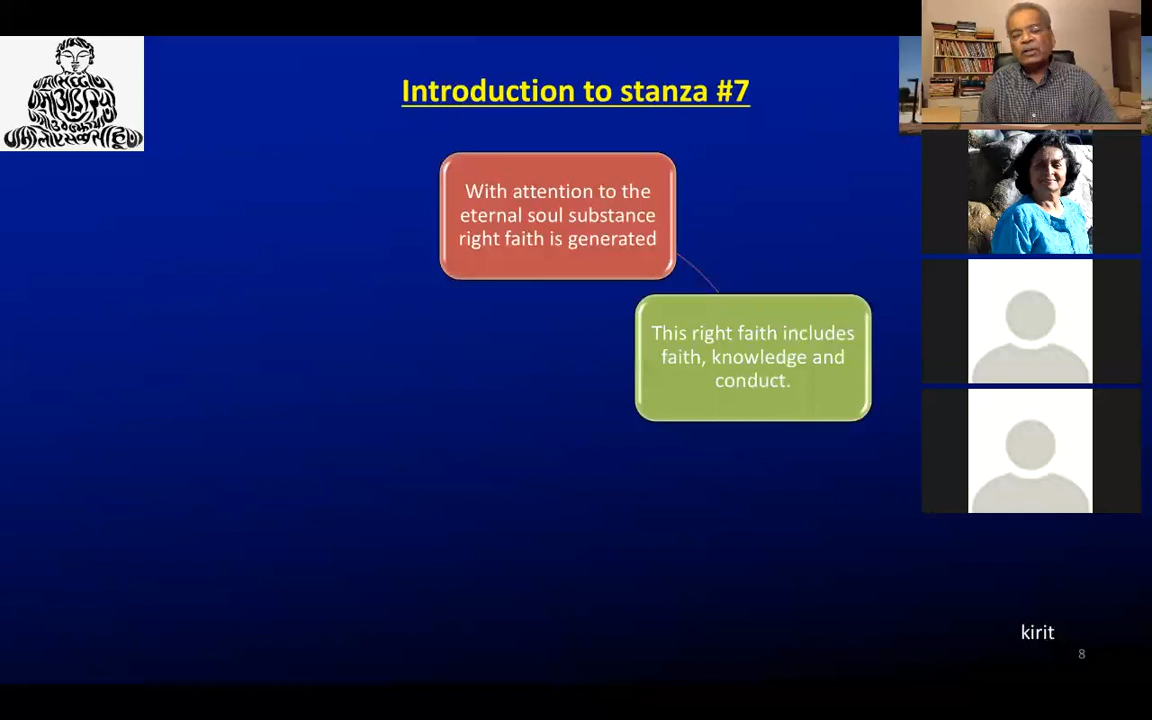 Introduction to stanza #7
With attention to the
eternal soul substance
right faith is generated
This right faith includes
faith, knowledge and
conduct.
kirit
8